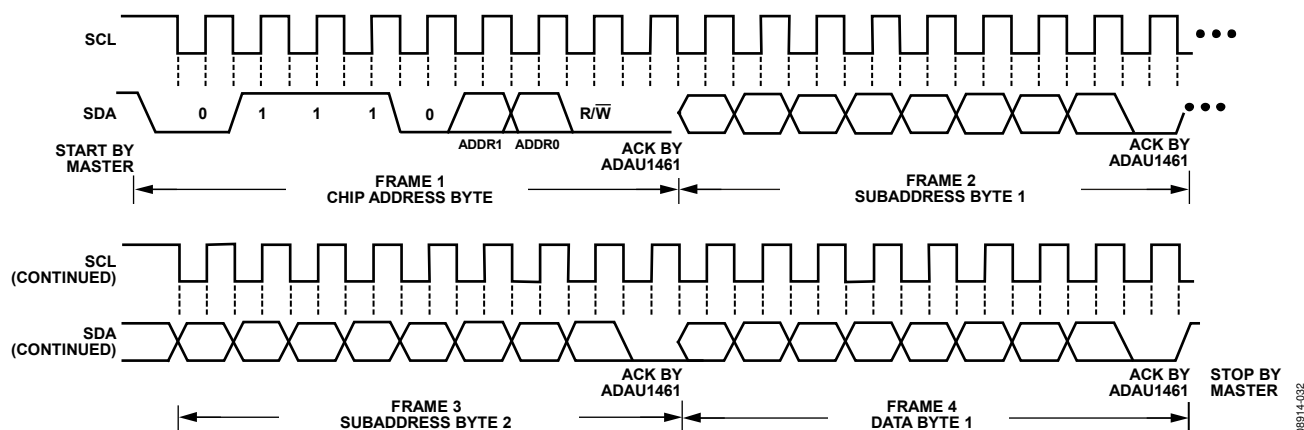 SCL
SDA
0 1 1 1 0 R/W̅
ADDR1 ADDR0
START BY
MASTER
ACK BY
ADAU1461
ACK BY
ADAU1461
FRAME 1
CHIP ADDRESS BYTE
FRAME 2
SUBADDRESS BYTE 1
SCL
(CONTINUED)
SDA
(CONTINUED)
ACK BY
ADAU1461
ACK BY
ADAU1461
STOP BY
MASTER
FRAME 3
SUBADDRESS BYTE 2
FRAME 4
DATA BYTE 1
08914-032